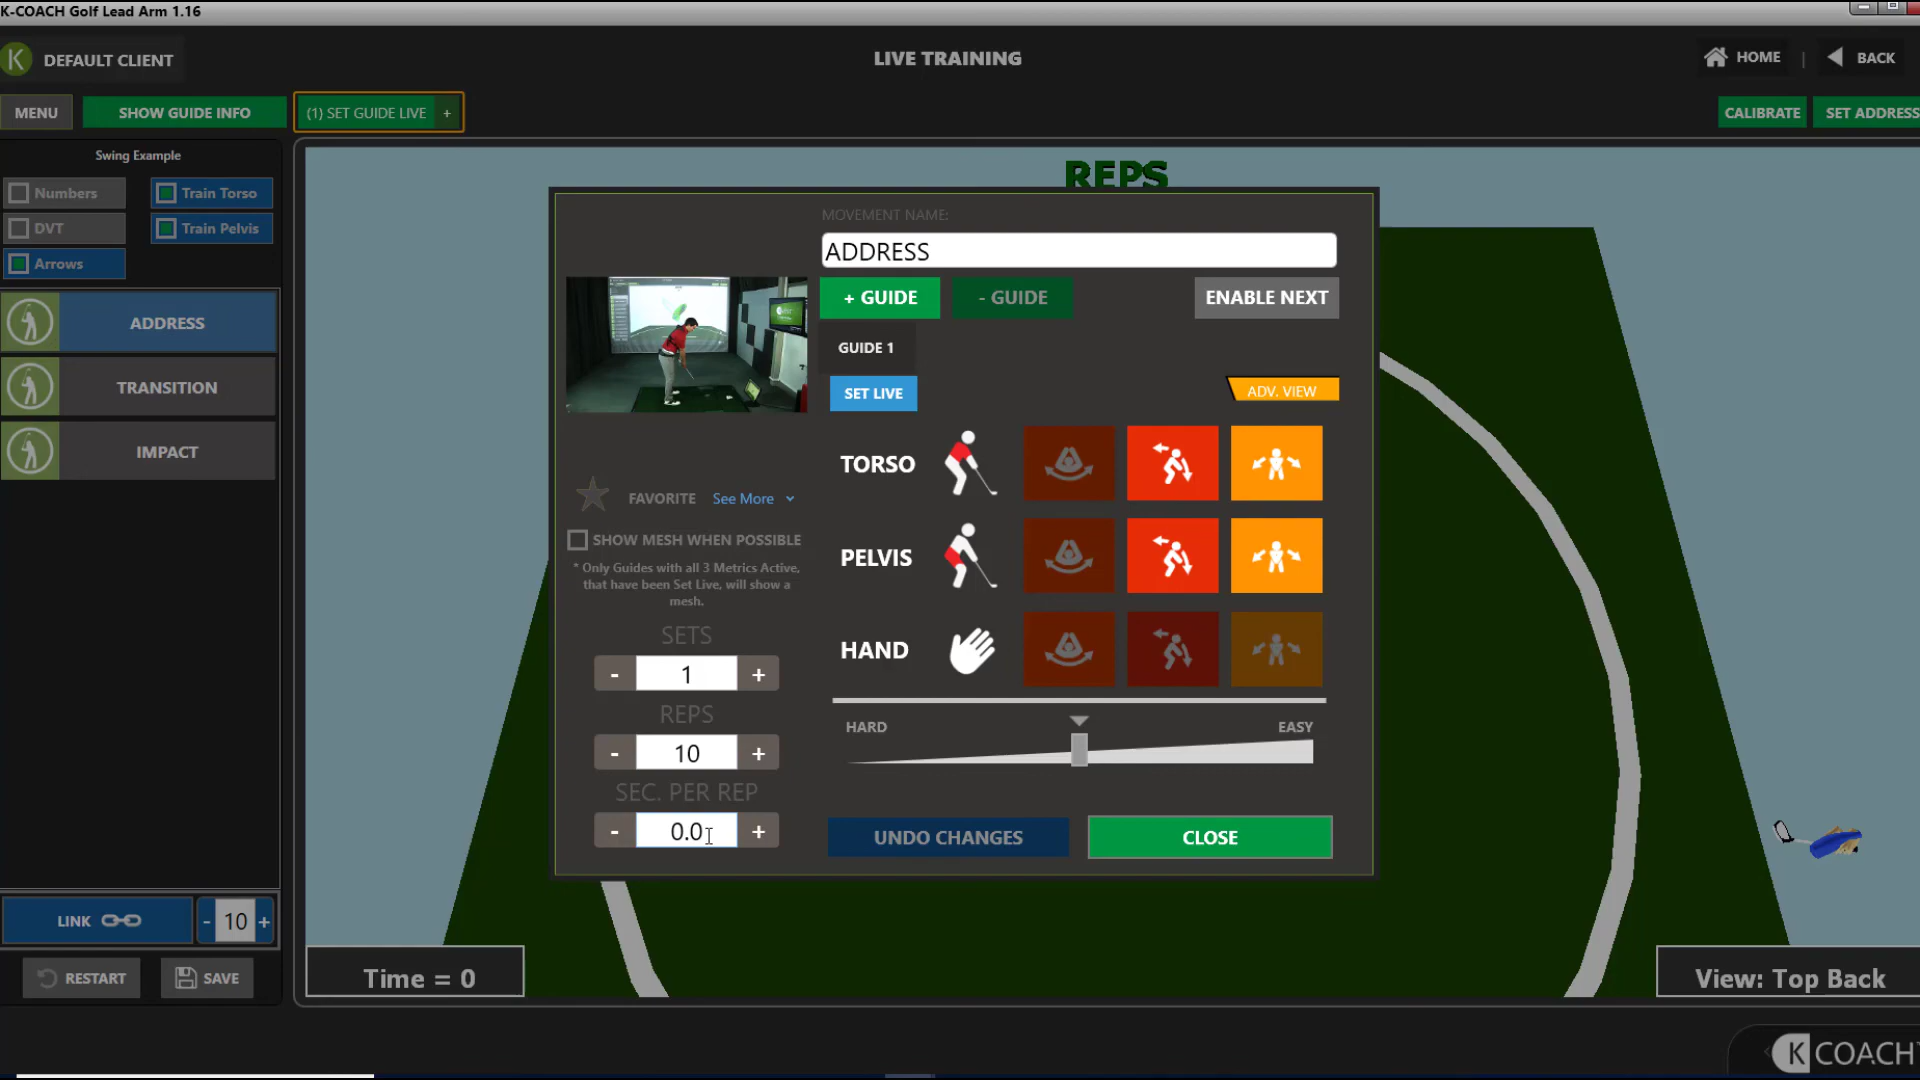 K-COACH Golf Lead Arm 1.16
K DEFAULT CLIENT
LIVE TRAINING
HOME | BACK
MENU
SHOW GUIDE INFO
(1) SET GUIDE LIVE +
CALIBRATE
SET ADDRESS
Swing Example
Numbers
Train Torso
DVT
Train Pelvis
Arrows
ADDRESS
TRANSITION
IMPACT
LINK
- 10 +
RESTART
SAVE
REPS
MOVEMENT NAME:
ADDRESS
+ GUIDE
- GUIDE
ENABLE NEXT
GUIDE 1
SET LIVE
ADV. VIEW
TORSO
PELVIS
HAND
FAVORITE
See More
SHOW MESH WHEN POSSIBLE
* Only Guides with all 3 Metrics Active,
that have been Set Live, will show a
mesh.
SETS
- 1 +
REPS
- 10 +
SEC. PER REP
- 0.0 +
HARD
EASY
UNDO CHANGES
CLOSE
Time = 0
View: Top Back
K COACH